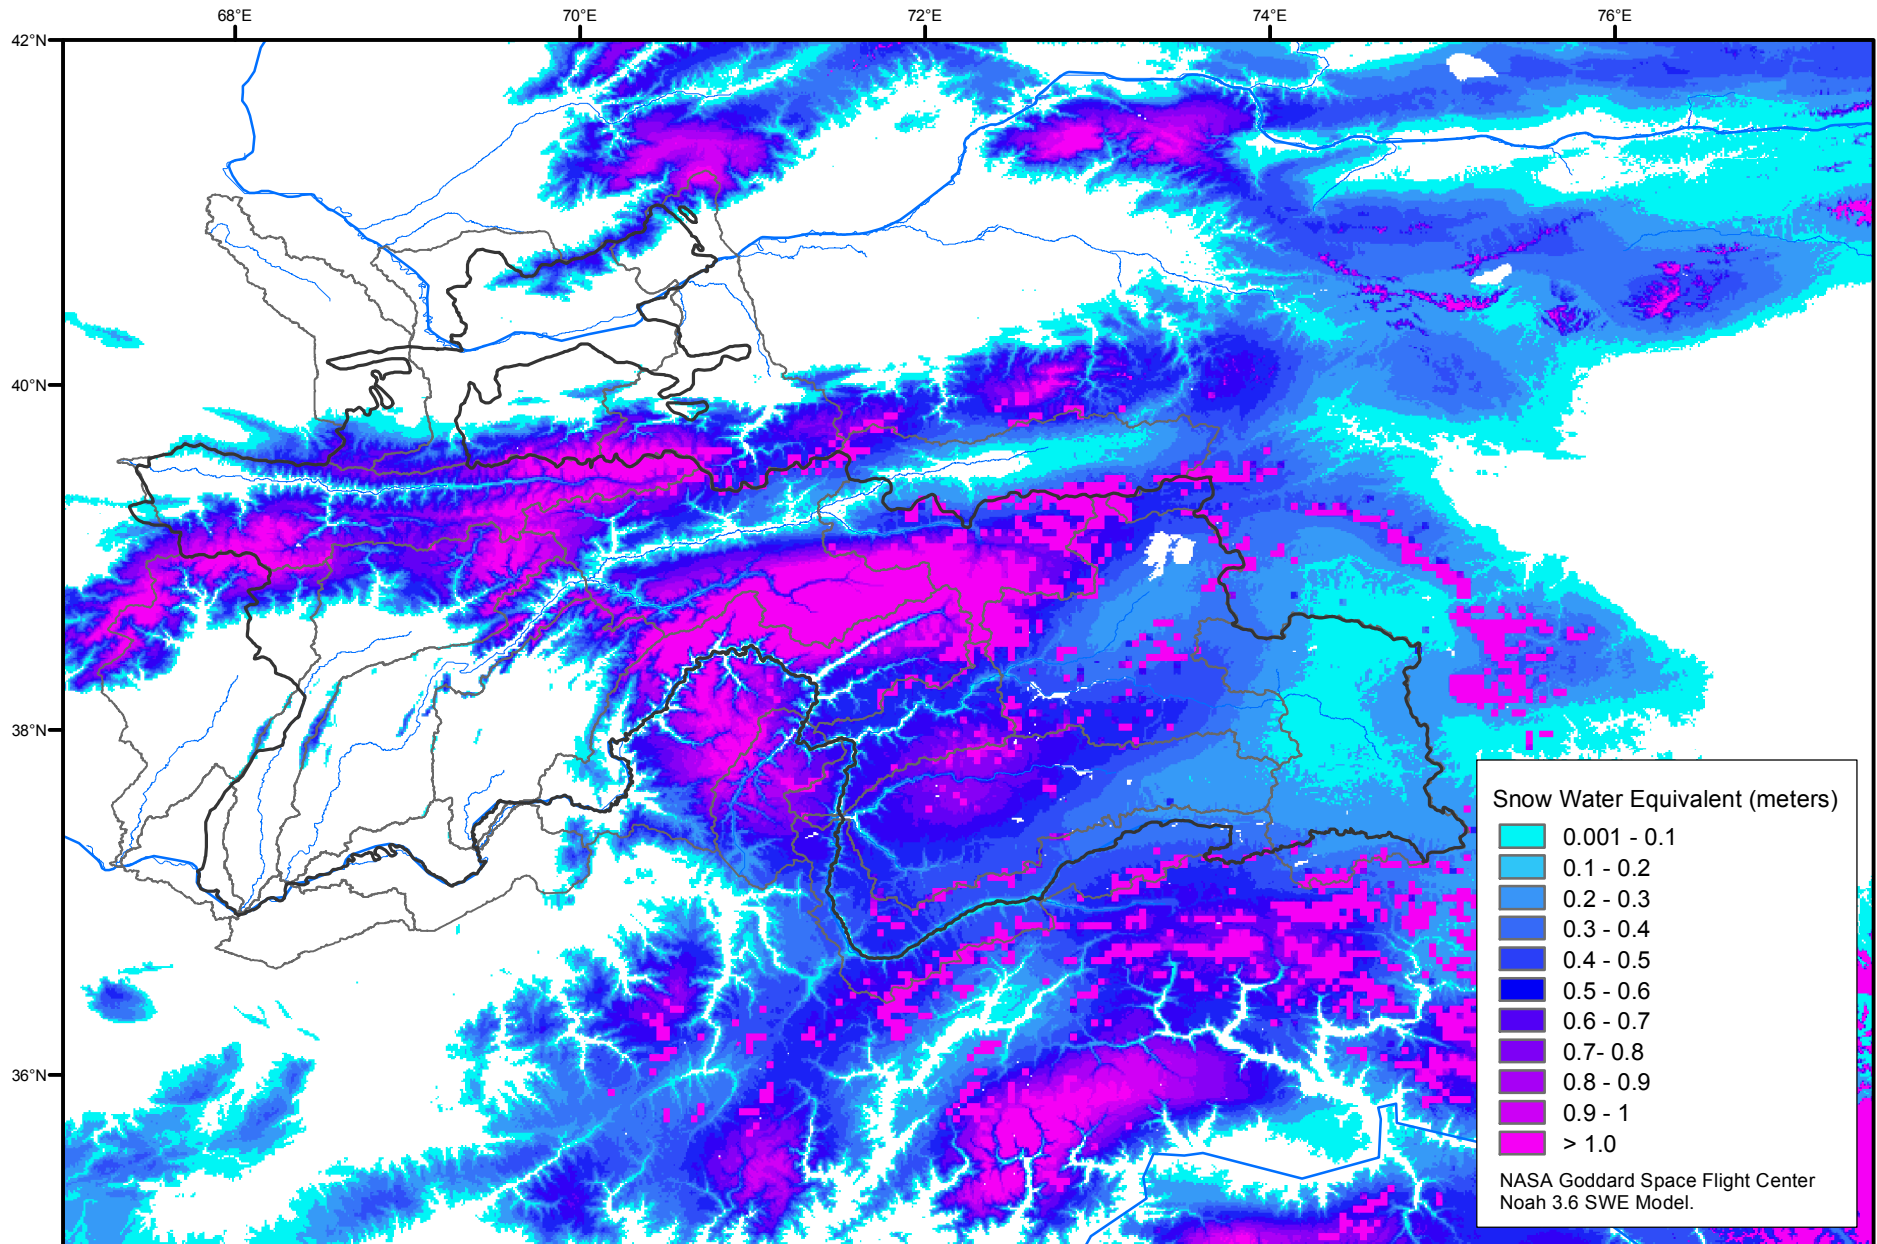 68°E 70°E 72°E 74°E 76°E
42°N
40°N
38°N
36°N
Snow Water Equivalent (meters)
0.001 - 0.1
0.1 - 0.2
0.2 - 0.3
0.3 - 0.4
0.4 - 0.5
0.5 - 0.6
0.6 - 0.7
0.7- 0.8
0.8 - 0.9
0.9 - 1
> 1.0
NASA Goddard Space Flight Center
Noah 3.6 SWE Model.